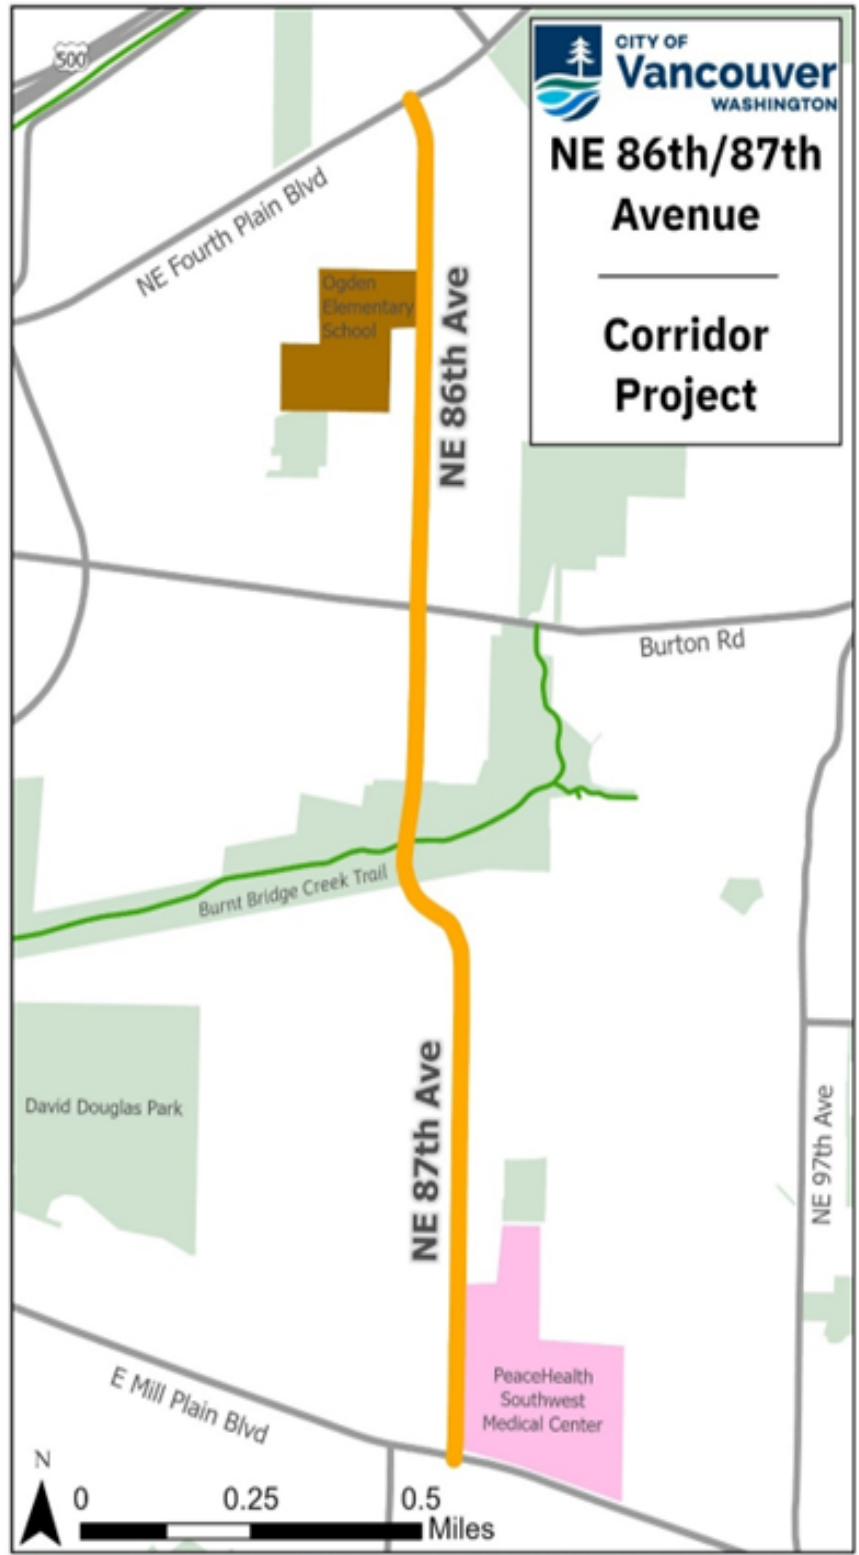 500
CITY OF
Vancouver
WASHINGTON
NE 86th/87th
Avenue
Corridor
Project
NE Fourth Plain Blvd
Ogden
Elementary
School
NE 86th Ave
Burton Rd
Burnt Bridge Creek Trail
David Douglas Park
NE 87th Ave
NE 97th Ave
PeaceHealth
Southwest
Medical Center
E Mill Plain Blvd
N
0 0.25 0.5
Miles